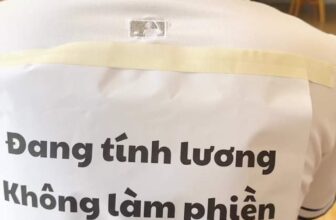 Đang tính lương
Không làm phiền